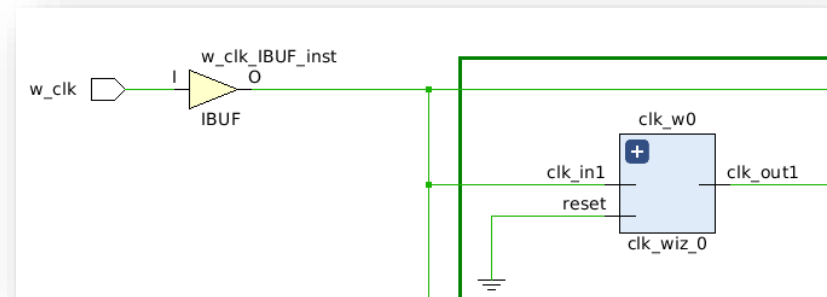 w_clk_IBUF_inst
w_clk
I
O
IBUF
clk_w0
+
clk_in1
clk_out1
reset
clk_wiz_0